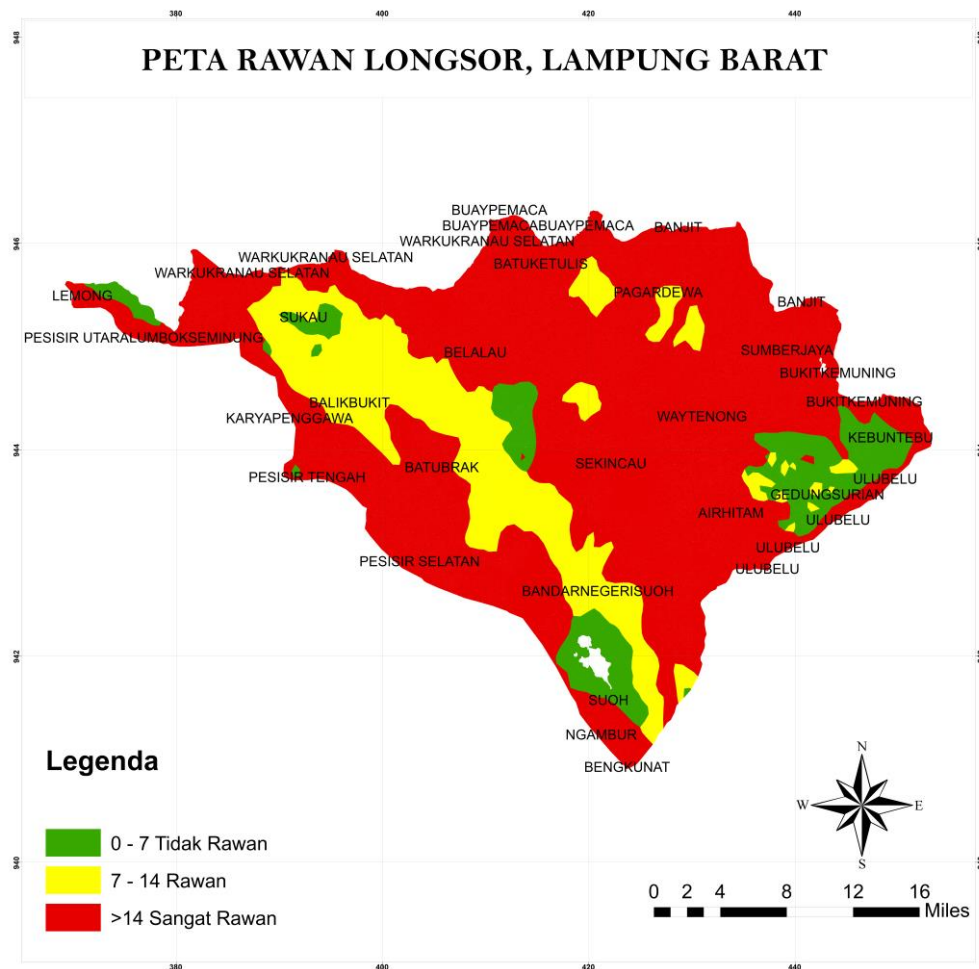 380 400 420 440
948
PETA RAWAN LONGSOR, LAMPUNG BARAT
BUAYPEMACA
BUAYPEMACABUAYPEMACA
BANJIT
WARKUKRANAU SELATAN
946
WARKUKRANAU SELATAN
BATUKETULIS
WARKUKRANAU SELATAN
LEMONG
PAGARDEWA
BANJIT
SUKAU
PESISIR UTARALUMBOKSEMINUNG
BELALAU
SUMBERJAYA
BUKITKEMUNING
BALIKBUKIT
BUKITKEMUNING
KARYAPENGGAWA
WAYTENONG
KEBUNTEBU
944
BATUBRAK
SEKINCAU
PESISIR TENGAH
ULUBELU
GEDUNGSURIAN
AIRHITAM
ULUBELU
ULUBELU
PESISIR SELATAN
ULUBELU
BANDARNEGERISUOH
942
SUOH
NGAMBUR
BENGKUNAT
Legenda
N
W E
S
0 - 7 Tidak Rawan
940
7 - 14 Rawan
>14 Sangat Rawan
0 2 4 8 12 16
Miles
380 400 420 440